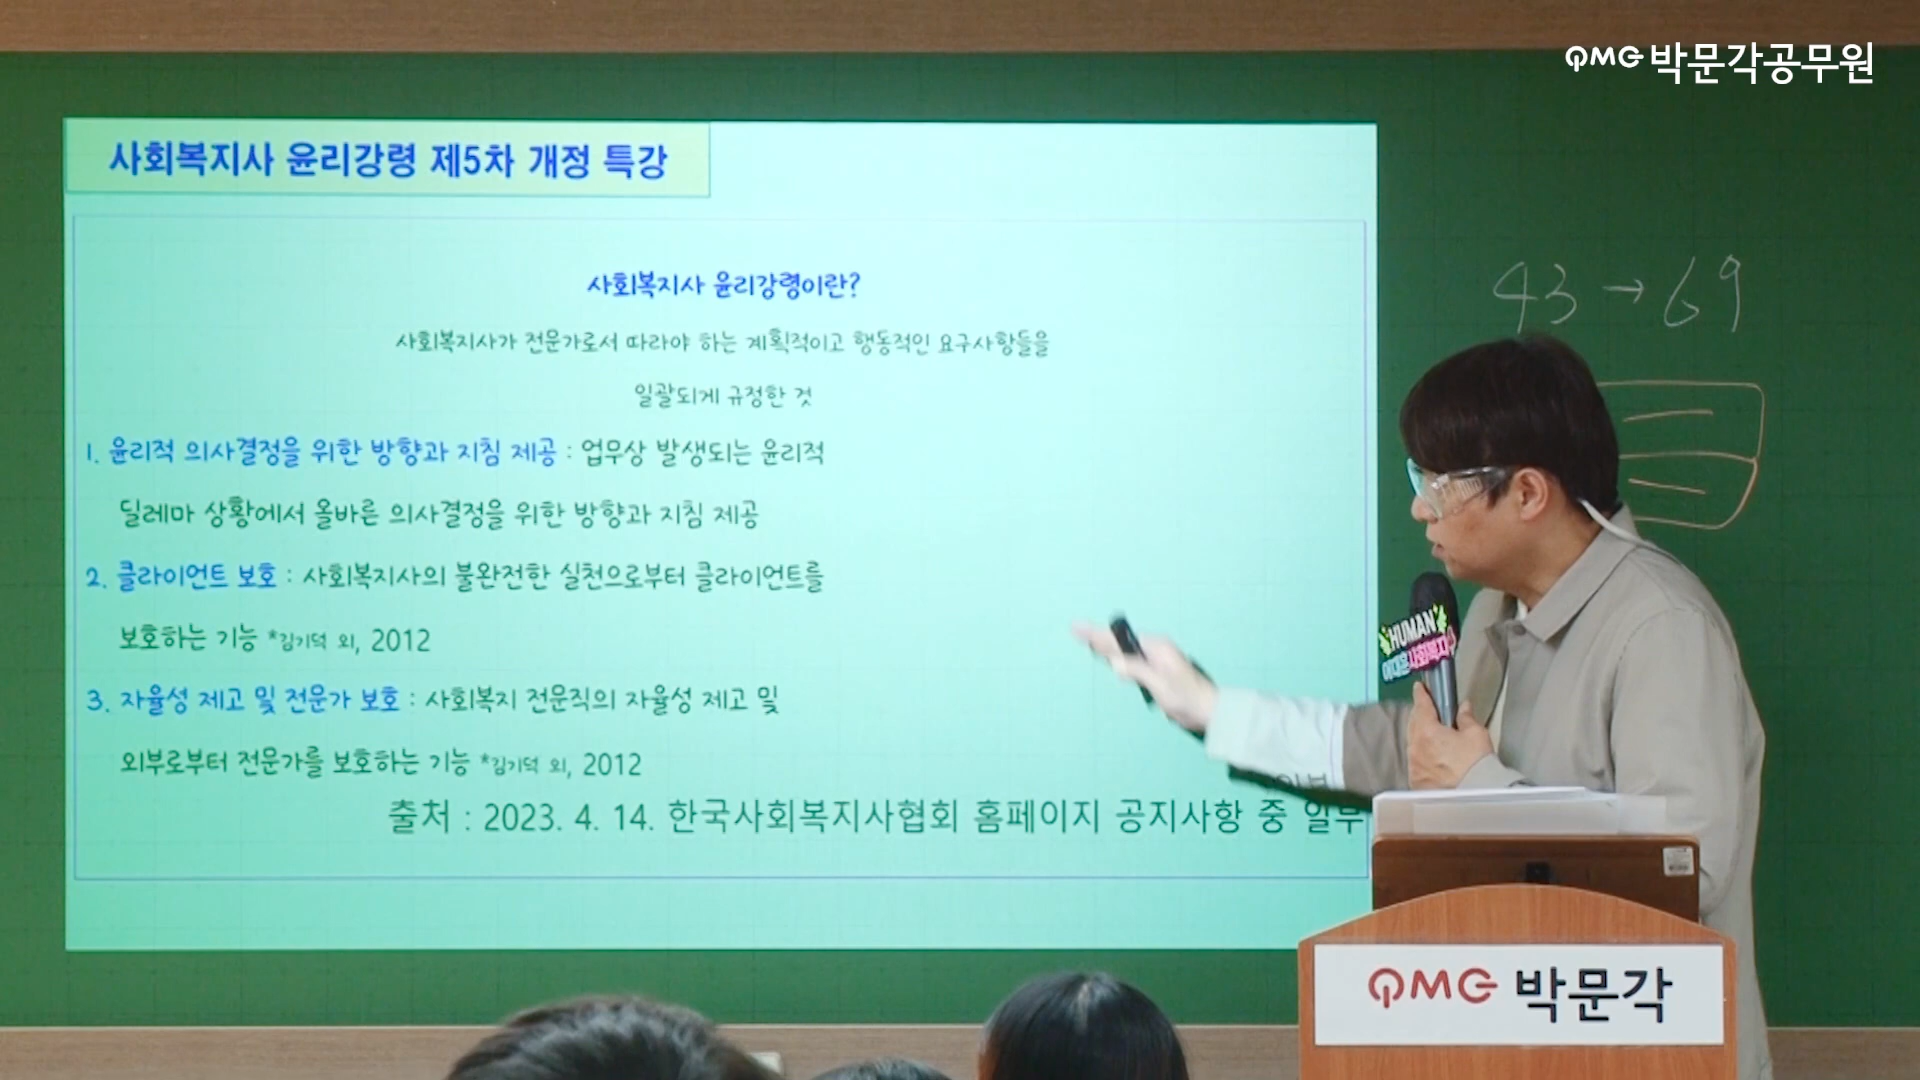 PMG 박문각공무원
사회복지사 윤리강령 제5차 개정 특강
사회복지사 윤리강령이란?
사회복지사가 전문가로서 따라야 하는 계획적이고 행동적인 요구사항들을
일괄되게 규정한 것
1. 윤리적 의사결정을 위한 방향과 지침 제공 : 업무상 발생되는 윤리적
딜레마 상황에서 올바른 의사결정을 위한 방향과 지침 제공
2. 클라이언트 보호 : 사회복지사의 불완전한 실천으로부터 클라이언트를
보호하는 기능 *김기덕 외, 2012
3. 자율성 제고 및 전문가 보호 : 사회복지 전문직의 자율성 제고 및
외부로부터 전문가를 보호하는 기능 *김기덕 외, 2012
출처 : 2023. 4. 14. 한국사회복지사협회 홈페이지 공지사항 중 일부
43 → 69
HUMAN
사회복지
PMG 박문각